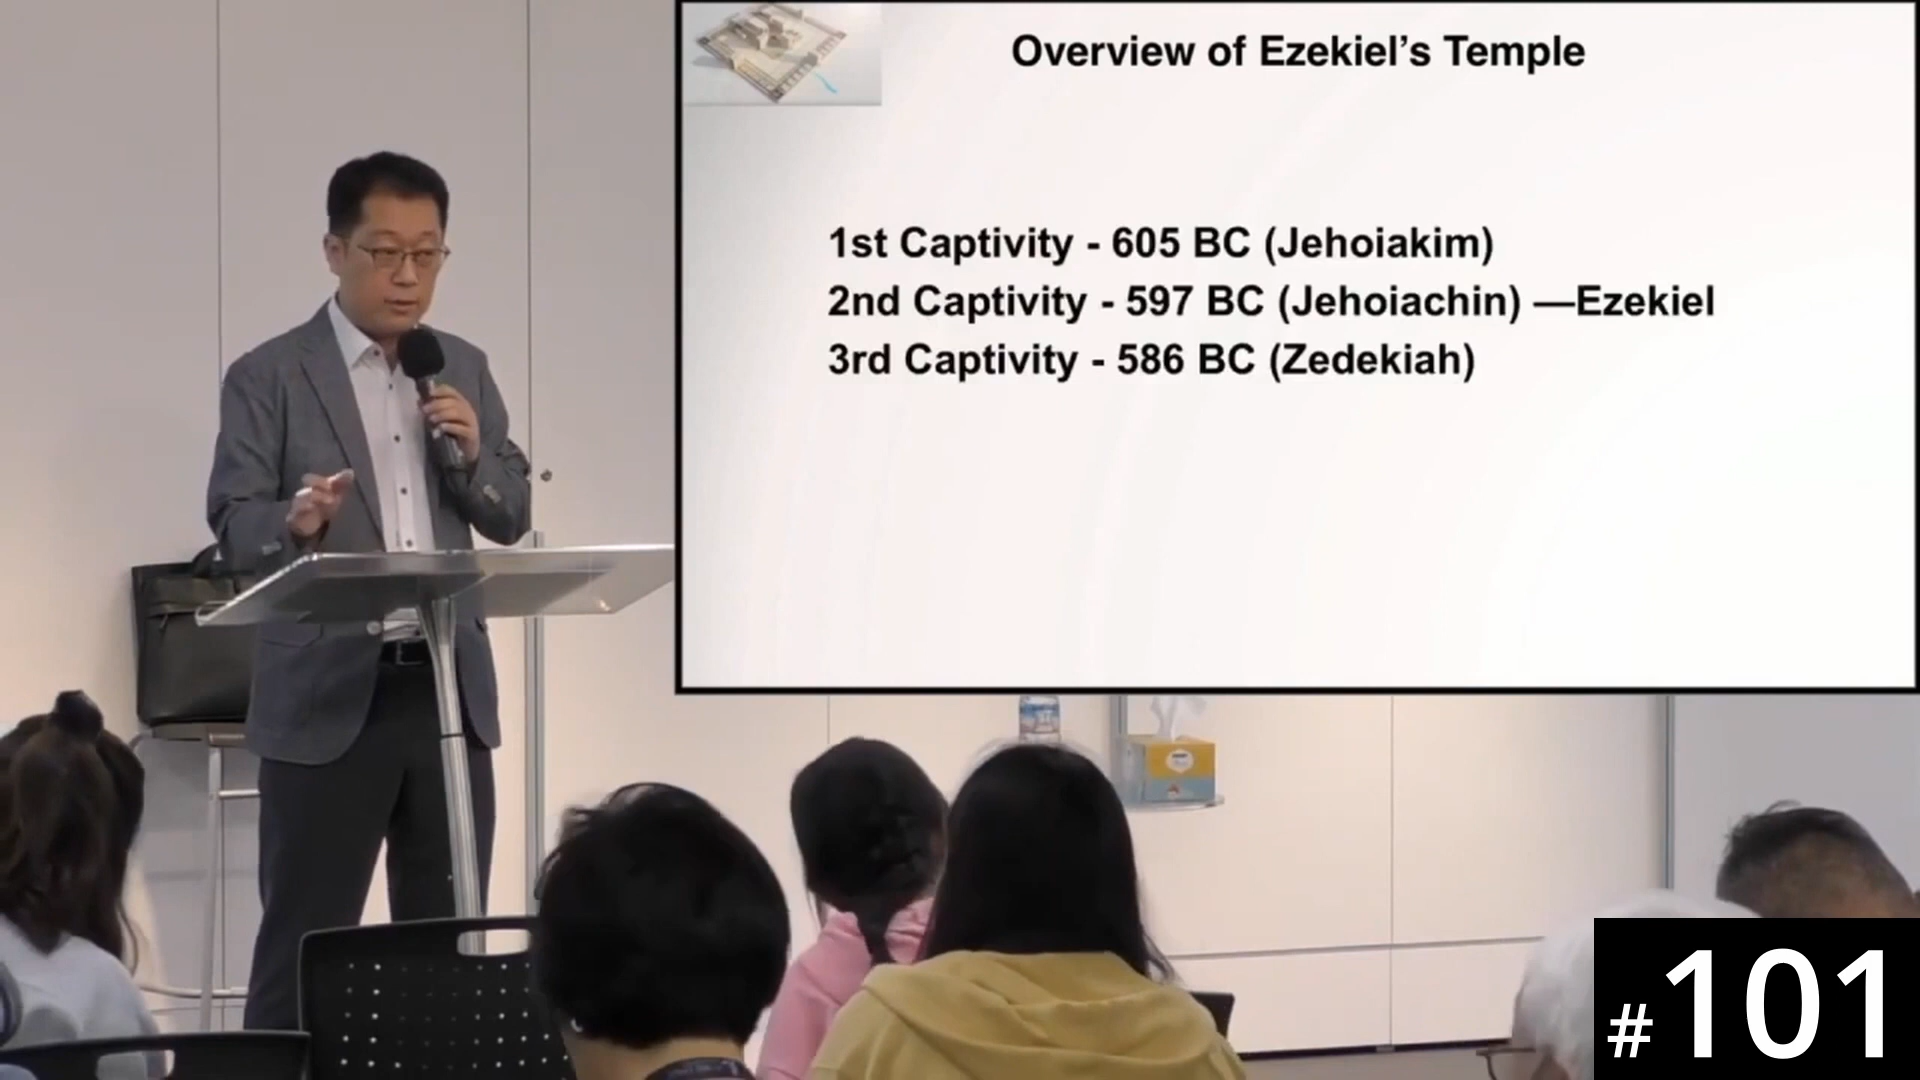 Overview of Ezekiel’s Temple
1st Captivity - 605 BC (Jehoiakim)
2nd Captivity - 597 BC (Jehoiachin) —Ezekiel
3rd Captivity - 586 BC (Zedekiah)
#101